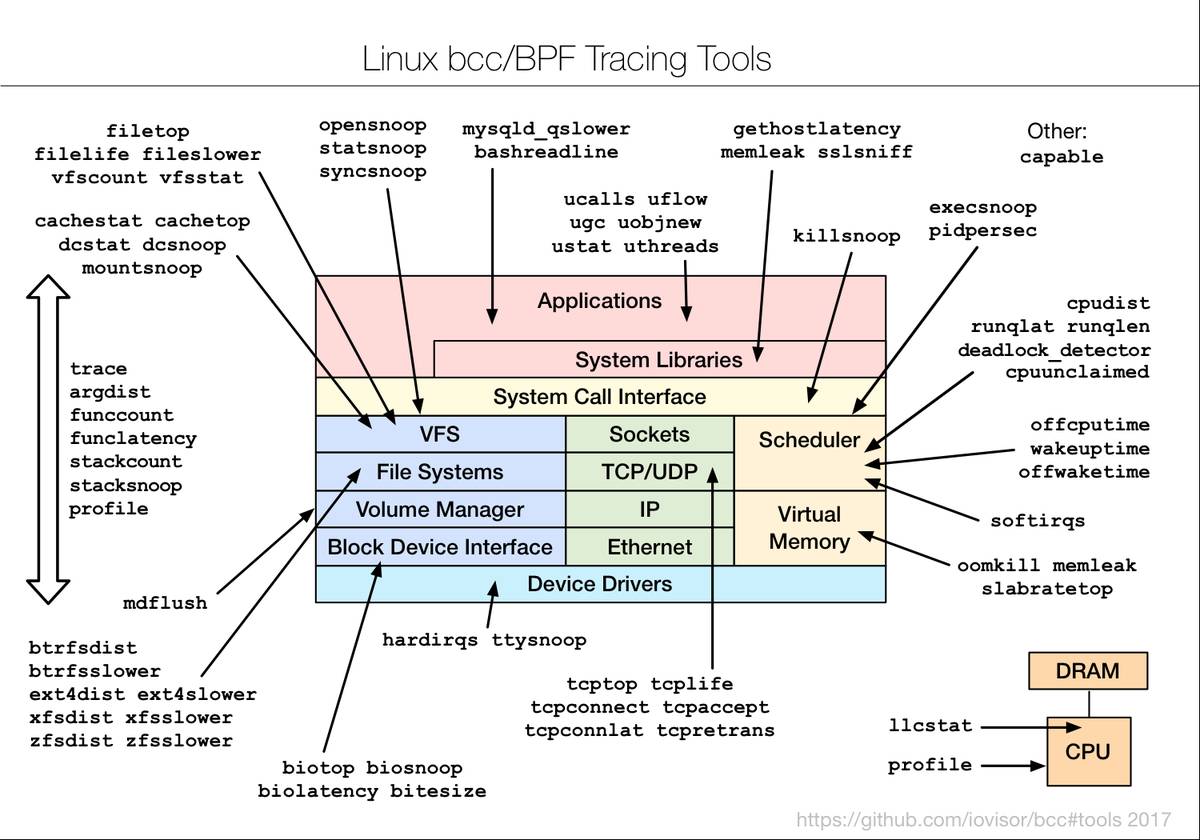 Linux bcc/BPF Tracing Tools
filetop
filelife fileslower
vfscount vfsstat
opensnoop
statsnoop
syncsnoop
mysqld_qslower
bashreadline
gethostlatency
memleak sslsniff
Other:
capable
cachestat cachetop
dcstat dcsnoop
mountsnoop
ucalls uflow
ugc uobjnew
ustat uthreads
killsnoop
execsnoop
pidpersec
trace
argdist
funccount
funclatency
stackcount
stacksnoop
profile
Applications
System Libraries
System Call Interface
VFS
File Systems
Volume Manager
Block Device Interface
Sockets
TCP/UDP
IP
Ethernet
Scheduler
Virtual
Memory
Device Drivers
cpudist
runqlat runqlen
deadlock_detector
cpuunclaimed
offcputime
wakeuptime
offwaketime
softirqs
oomkill memleak
slabratetop
mdflush
btrfsdist
btrfsslower
ext4dist ext4slower
xfsdist xfsslower
zfsdist zfsslower
hardirqs ttysnoop
biotop biosnoop
biolatency bitesize
tcptop tcplife
tcpconnect tcpaccept
tcpconnlat tcpretrans
DRAM
llcstat
CPU
profile
https://github.com/iovisor/bcc#tools 2017